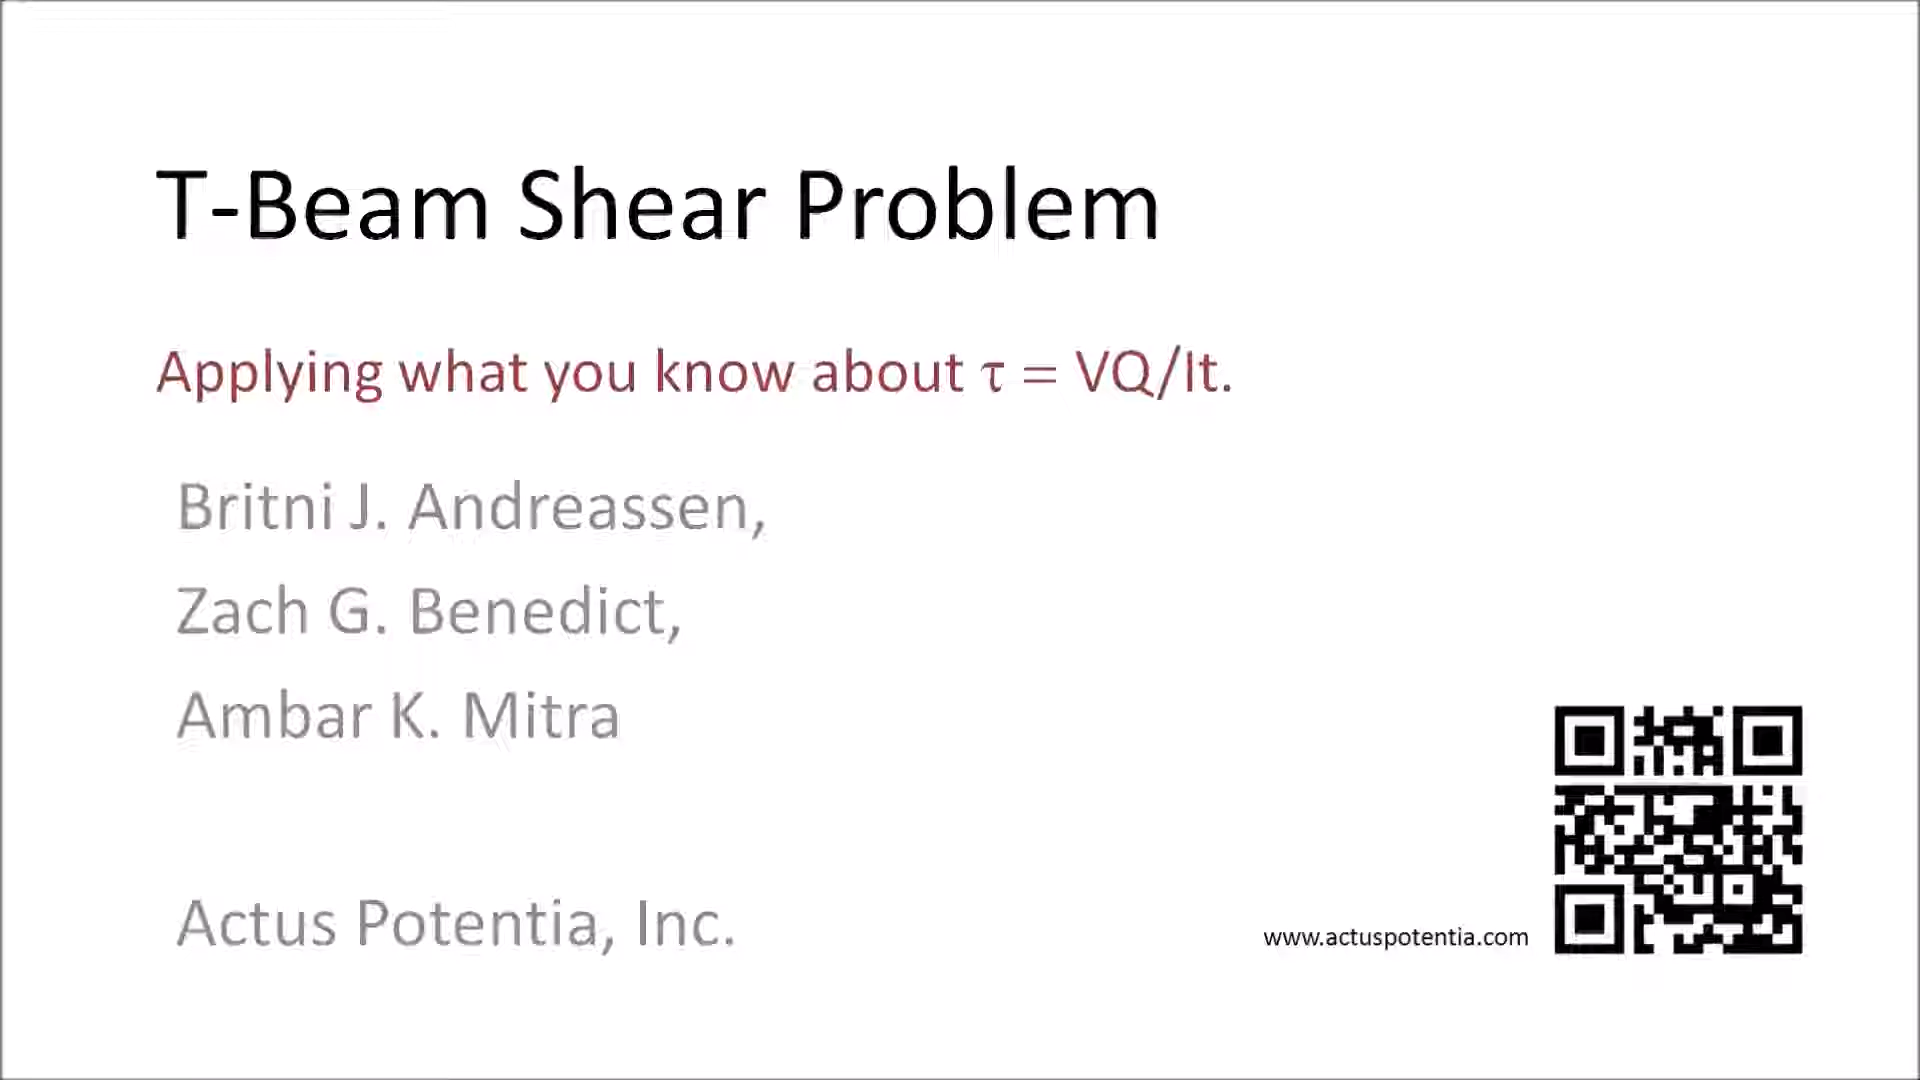 T-Beam Shear Problem
Applying what you know about τ = VQ/It.
Britni J. Andreassen,
Zach G. Benedict,
Ambar K. Mitra
Actus Potentia, Inc.
www.actuspotentia.com